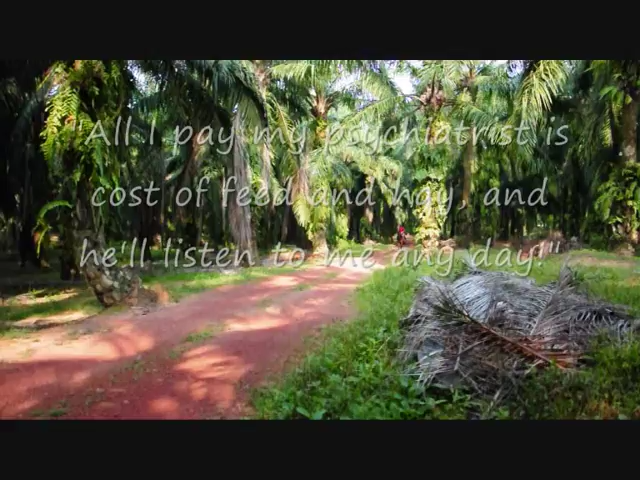 "All I pay my psychiatrist is
cost of feed and hay, and
he'll listen to me any day."